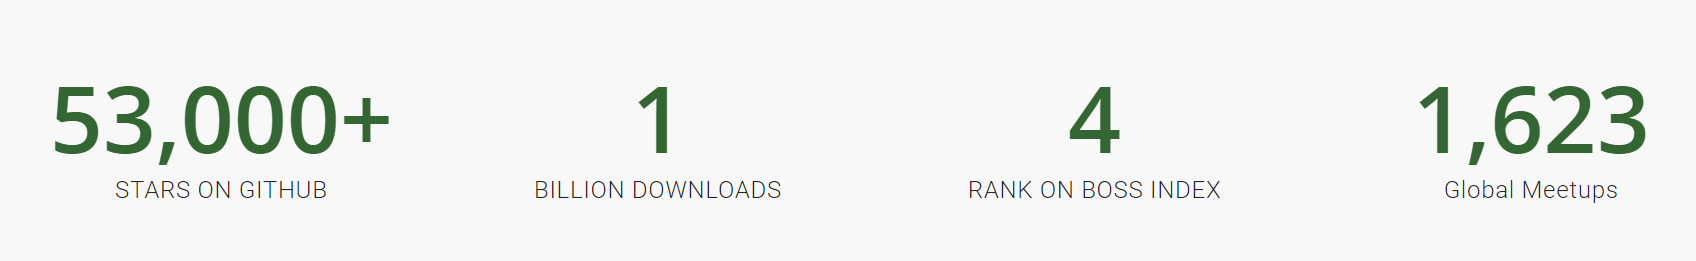 53,000+
STARS ON GITHUB
1
BILLION DOWNLOADS
4
RANK ON BOSS INDEX
1,623
Global Meetups